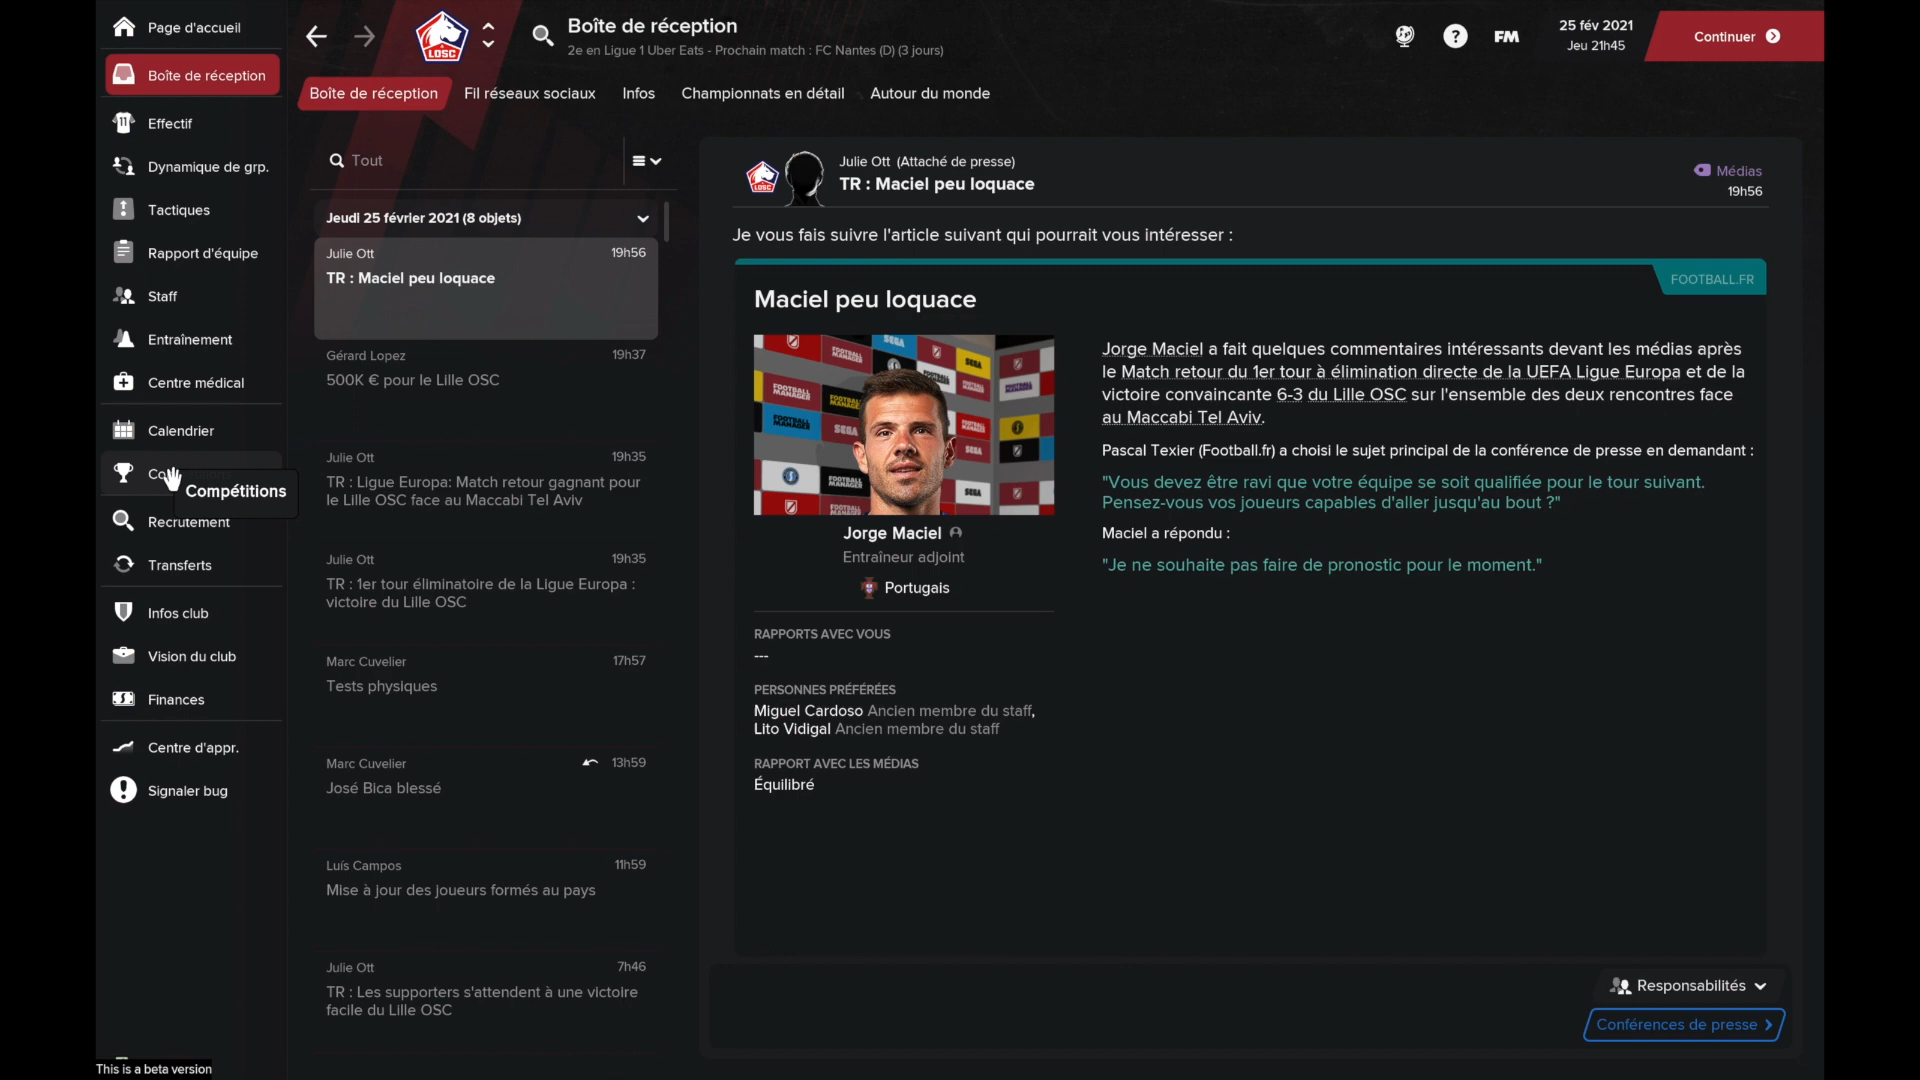 Page d'accueil
Boîte de réception
Effectif
Dynamique de grp.
Tactiques
Rapport d'équipe
Staff
Entraînement
Centre médical
Calendrier
Compétitions
Recrutement
Transferts
Infos club
Vision du club
Finances
Centre d'appr.
Signaler bug
This is a beta version
LOSC
Boîte de réception
2e en Ligue 1 Uber Eats - Prochain match : FC Nantes (D) (3 jours)
FM
25 fév 2021
Jeu 21h45
Continuer
Boîte de réception
Fil réseaux sociaux
Infos
Championnats en détail
Autour du monde
Tout
Jeudi 25 février 2021 (8 objets)
Julie Ott 19h56
TR : Maciel peu loquace
Gérard Lopez 19h37
500K € pour le Lille OSC
Julie Ott 19h35
TR : Ligue Europa: Match retour gagnant pour
le Lille OSC face au Maccabi Tel Aviv
Julie Ott 19h35
TR : 1er tour éliminatoire de la Ligue Europa :
victoire du Lille OSC
Marc Cuvelier 17h57
Tests physiques
Marc Cuvelier 13h59
José Bica blessé
Luís Campos 11h59
Mise à jour des joueurs formés au pays
Julie Ott 7h46
TR : Les supporters s'attendent à une victoire
facile du Lille OSC
LOSC
Julie Ott (Attaché de presse)
TR : Maciel peu loquace
Médias
19h56
Je vous fais suivre l'article suivant qui pourrait vous intéresser :
FOOTBALL.FR
Maciel peu loquace
Jorge Maciel
Entraîneur adjoint
Portugais
RAPPORTS AVEC VOUS
---
PERSONNES PRÉFÉRÉES
Miguel Cardoso Ancien membre du staff,
Lito Vidigal Ancien membre du staff
RAPPORT AVEC LES MÉDIAS
Équilibré
Jorge Maciel a fait quelques commentaires intéressants devant les médias après
le Match retour du 1er tour à élimination directe de la UEFA Ligue Europa et de la
victoire convaincante 6-3 du Lille OSC sur l'ensemble des deux rencontres face
au Maccabi Tel Aviv.
Pascal Texier (Football.fr) a choisi le sujet principal de la conférence de presse en demandant :
"Vous devez être ravi que votre équipe se soit qualifiée pour le tour suivant.
Pensez-vous vos joueurs capables d'aller jusqu'au bout ?"
Maciel a répondu :
"Je ne souhaite pas faire de pronostic pour le moment."
Responsabilités
Conférences de presse